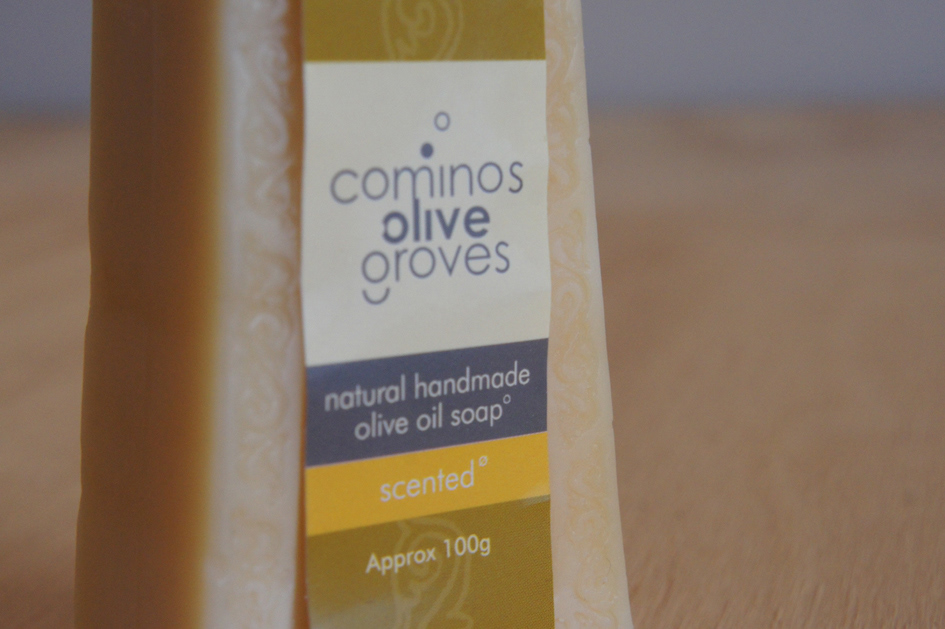 cominos
olive
groves
natural handmade
olive oil soap°
scented ø
Approx 100g